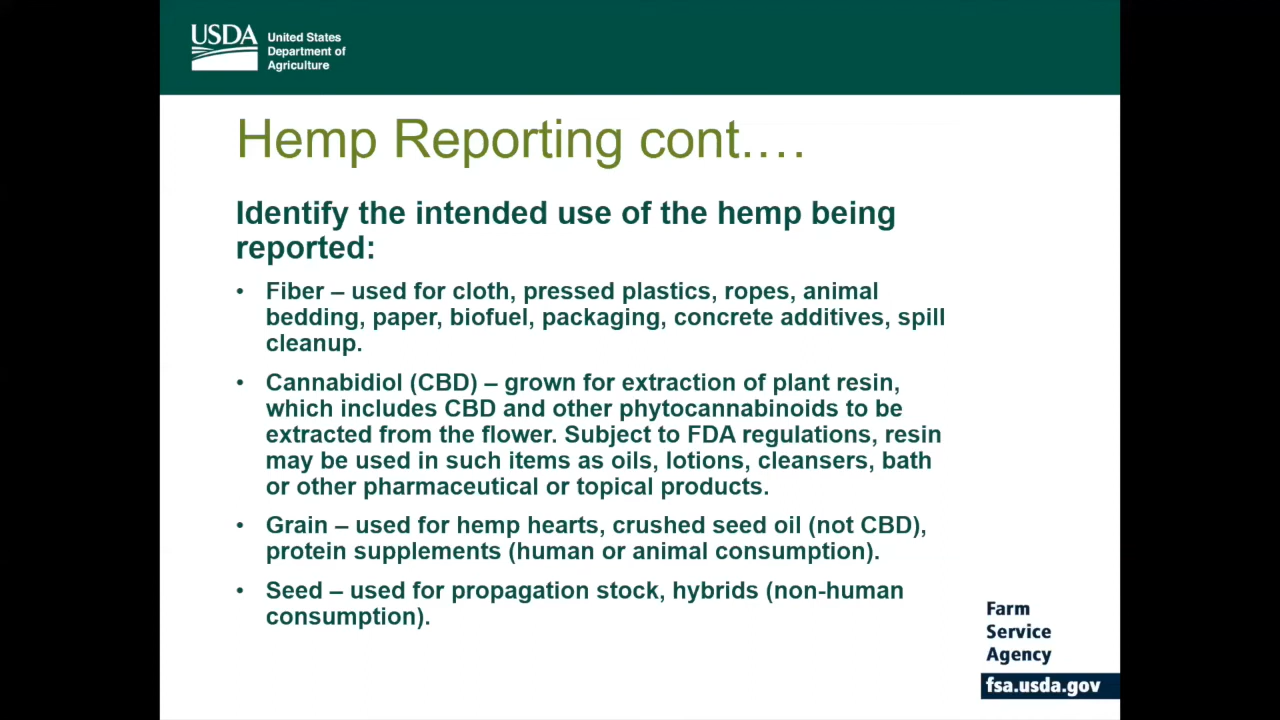 USDA
United States
Department of
Agriculture
Hemp Reporting cont.…
Identify the intended use of the hemp being
reported:
• Fiber – used for cloth, pressed plastics, ropes, animal
bedding, paper, biofuel, packaging, concrete additives, spill
cleanup.
• Cannabidiol (CBD) – grown for extraction of plant resin,
which includes CBD and other phytocannabinoids to be
extracted from the flower. Subject to FDA regulations, resin
may be used in such items as oils, lotions, cleansers, bath
or other pharmaceutical or topical products.
• Grain – used for hemp hearts, crushed seed oil (not CBD),
protein supplements (human or animal consumption).
• Seed – used for propagation stock, hybrids (non-human
consumption).
Farm
Service
Agency
fsa.usda.gov